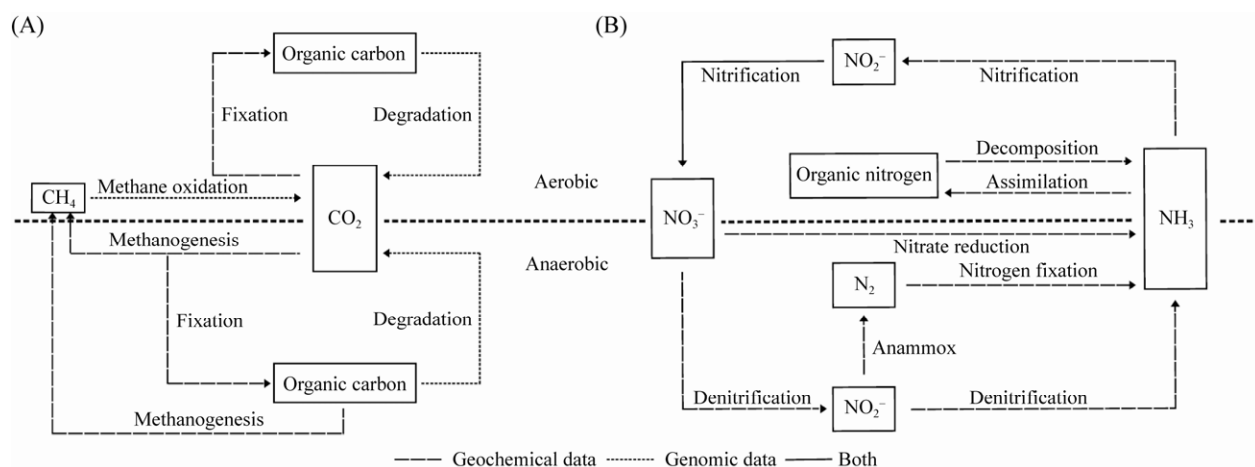 (A)
Organic carbon
Fixation
Degradation
CH₄
Methane oxidation
CO₂
Aerobic
Methanogenesis
Anaerobic
Fixation
Degradation
Organic carbon
Methanogenesis
(B)
NO₂⁻
Nitrification
Nitrification
Decomposition
Organic nitrogen
Assimilation
NO₃⁻
NH₃
Nitrate reduction
N₂
Nitrogen fixation
Anammox
Denitrification
NO₂⁻
Denitrification
Geochemical data
Genomic data
Both